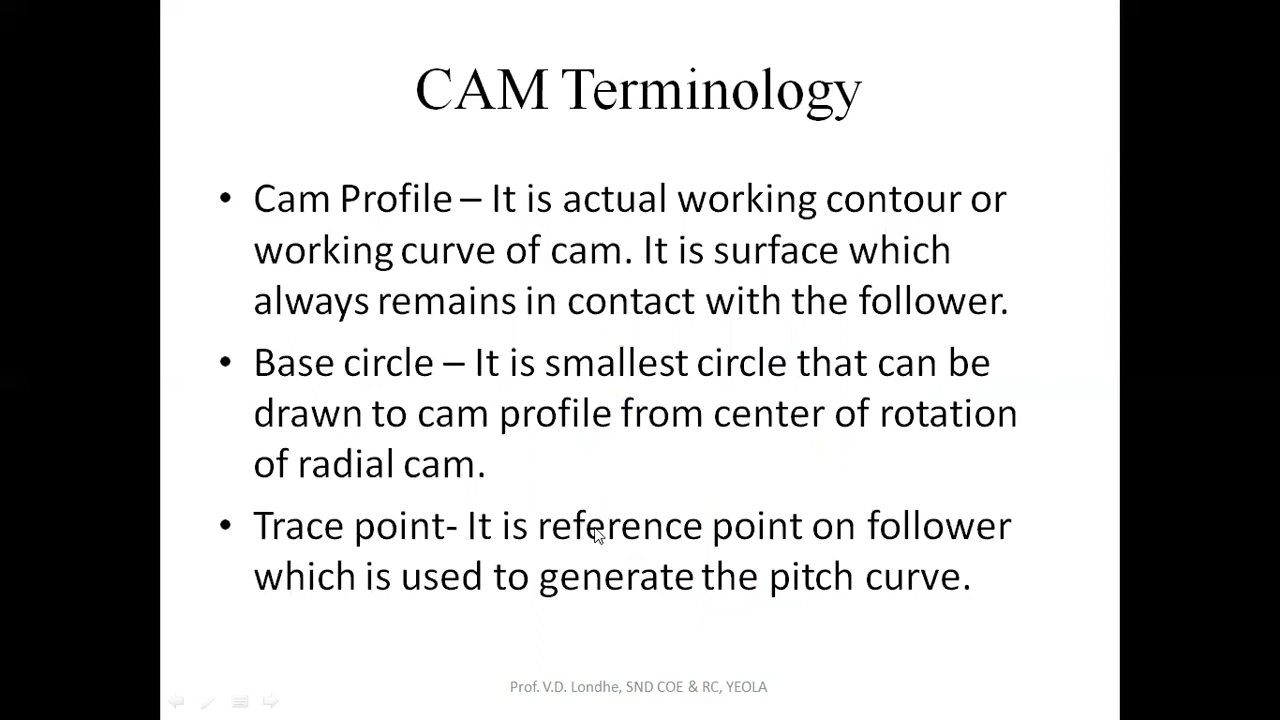 CAM Terminology
• Cam Profile – It is actual working contour or
working curve of cam. It is surface which
always remains in contact with the follower.
• Base circle – It is smallest circle that can be
drawn to cam profile from center of rotation
of radial cam.
• Trace point- It is reference point on follower
which is used to generate the pitch curve.
Prof. V.D. Londhe, SND COE & RC, YEOLA